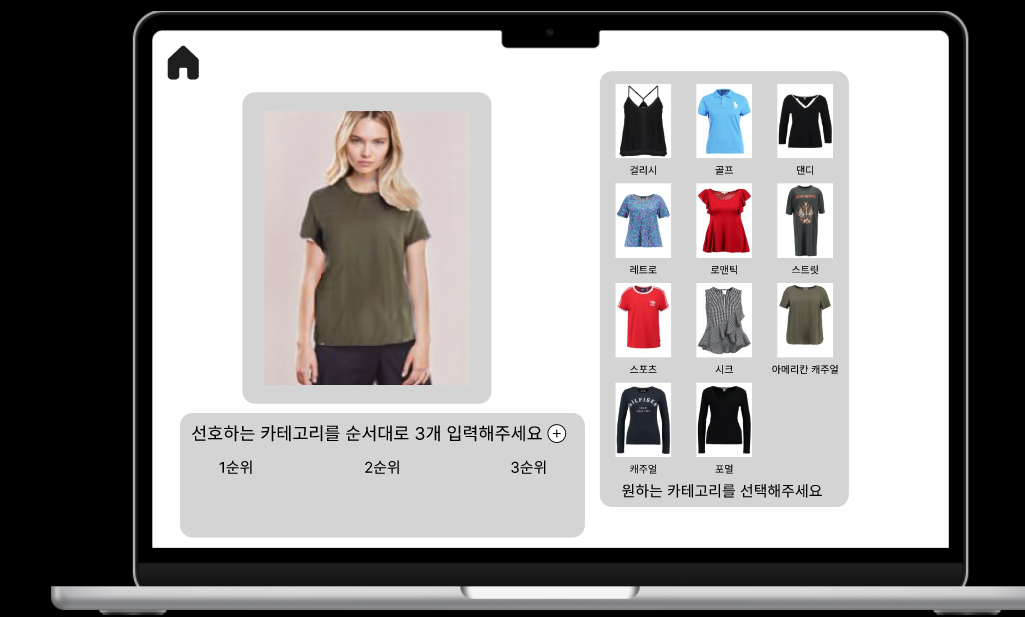 선호하는 카테고리를 순서대로 3개 입력해주세요
1순위 2순위 3순위
걸리시 골프 댄디
레트로 로맨틱 스트릿
스포츠 시크 아메리칸 캐주얼
HILFIGER
캐주얼 포멀
원하는 카테고리를 선택해주세요